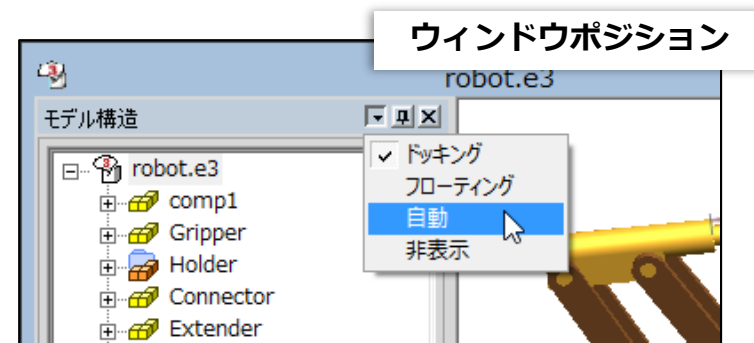 ウィンドウポジション
robot.e3
モデル構造
ドッキング
フローティング
自動
非表示
robot.e3
comp1
Gripper
Holder
Connector
Extender